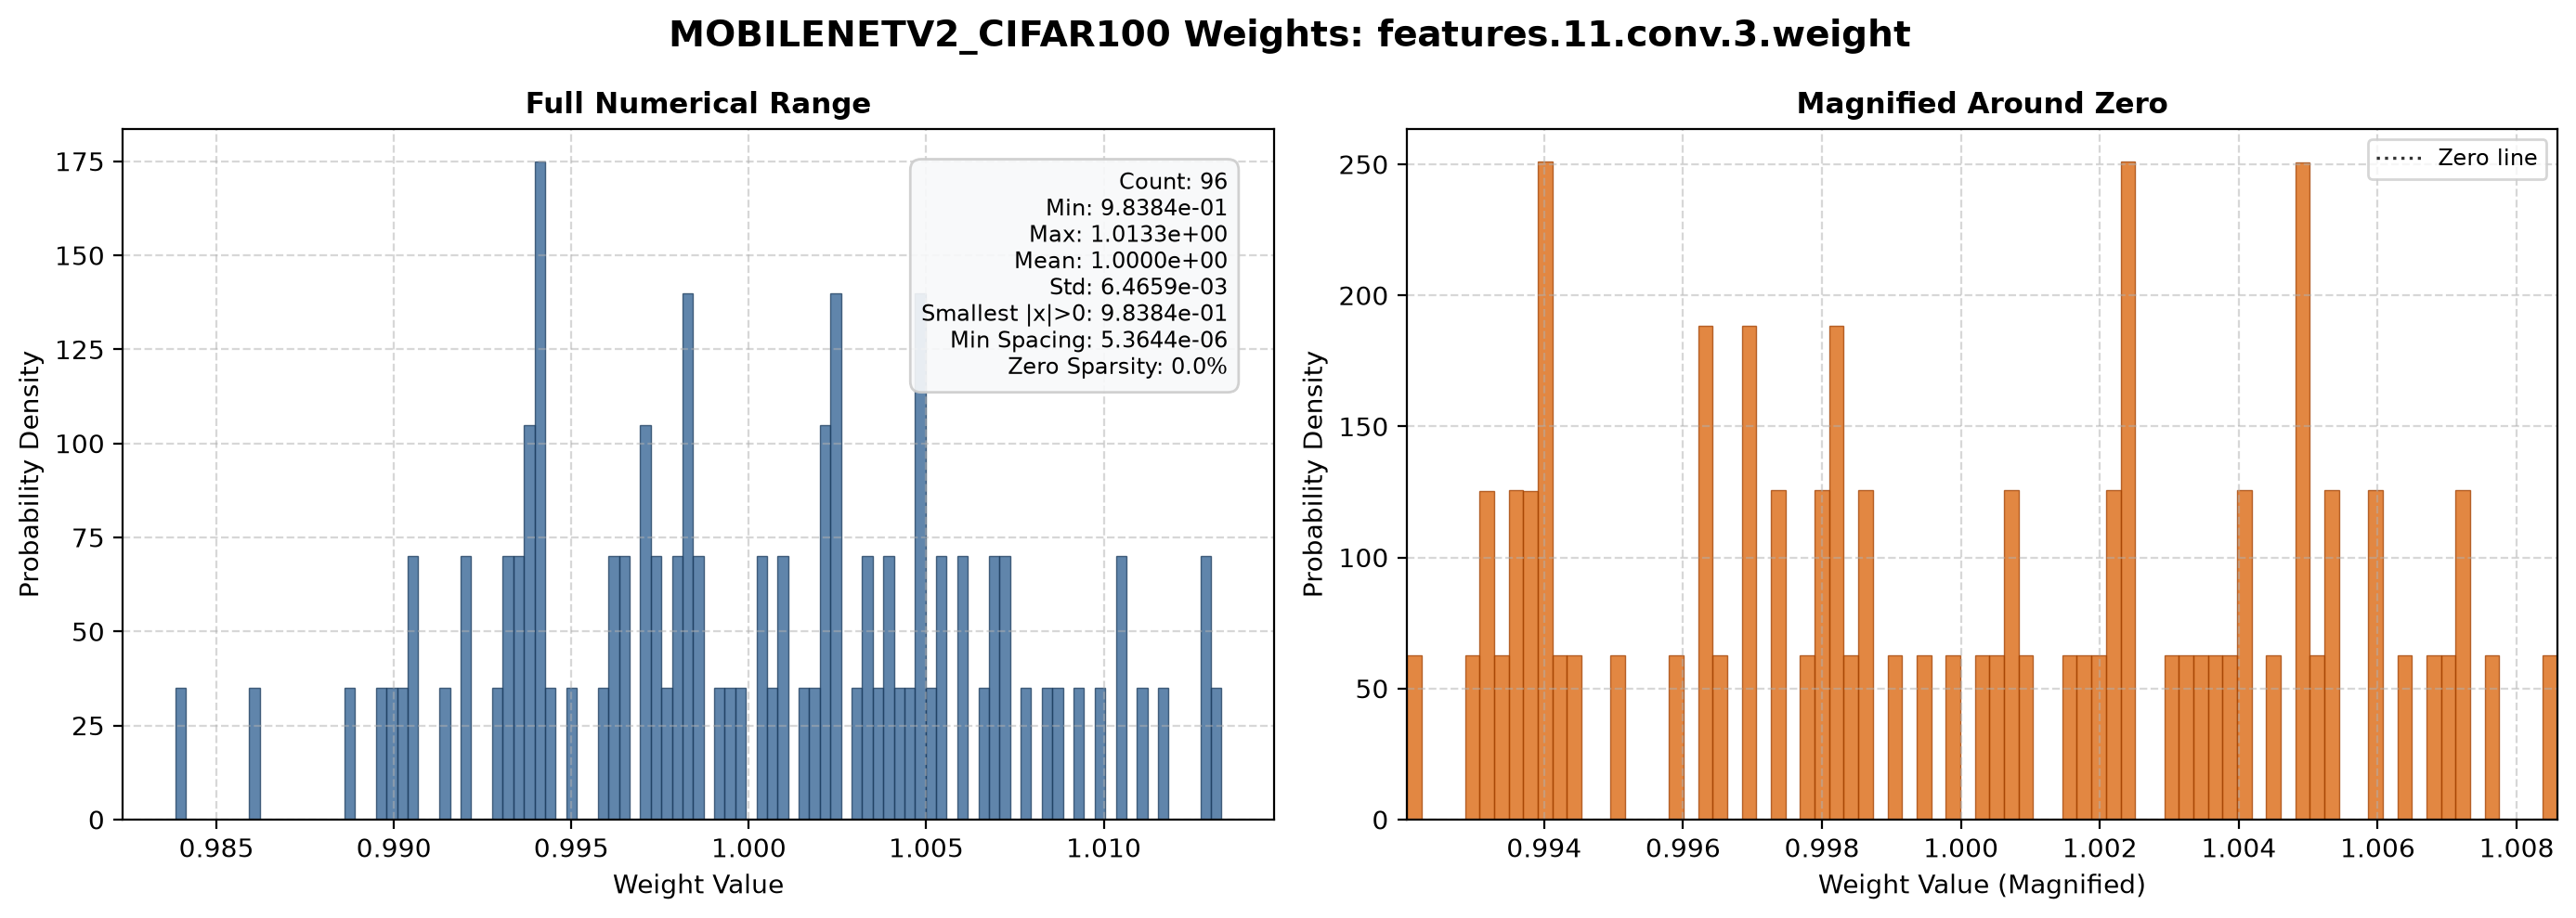 MOBILENETV2_CIFAR100 Weights: features.11.conv.3.weight
Full Numerical Range
Probability Density
175
150
125
100
75
50
25
0
Count: 96
Min: 9.8384e-01
Max: 1.0133e+00
Mean: 1.0000e+00
Std: 6.4659e-03
Smallest |x|>0: 9.8384e-01
Min Spacing: 5.3644e-06
Zero Sparsity: 0.0%
0.985 0.990 0.995 1.000 1.005 1.010
Weight Value
Magnified Around Zero
Probability Density
250
200
150
100
50
0
Zero line
0.994 0.996 0.998 1.000 1.002 1.004 1.006 1.008
Weight Value (Magnified)